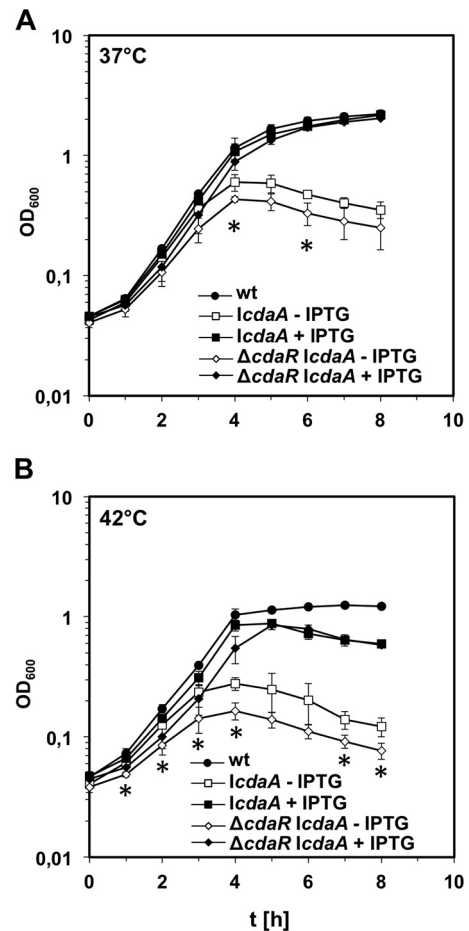 A
37°C
10
1
0,1
0,01
OD600
wt
IcdaA - IPTG
IcdaA + IPTG
ΔcdaR IcdaA - IPTG
ΔcdaR IcdaA + IPTG
* *
0 2 4 6 8 10
B
42°C
10
1
0,1
0,01
OD600
* * * * * *
wt
IcdaA - IPTG
IcdaA + IPTG
ΔcdaR IcdaA - IPTG
ΔcdaR IcdaA + IPTG
0 2 4 6 8 10
t [h]